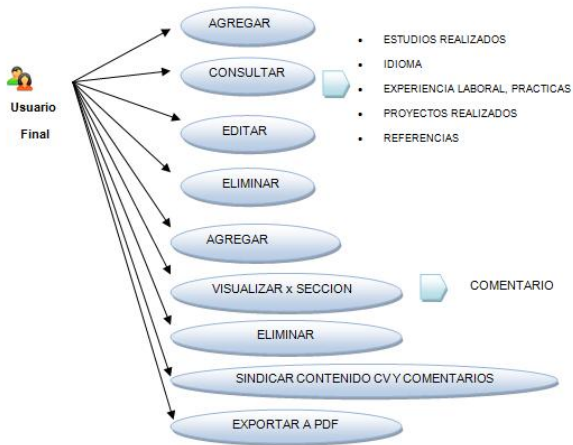 AGREGAR
CONSULTAR
EDITAR
ELIMINAR
ESTUDIOS REALIZADOS
IDIOMA
EXPERIENCIA LABORAL, PRACTICAS
PROYECTOS REALIZADOS
REFERENCIAS
Usuario
Final
AGREGAR
VISUALIZAR x SECCION
COMENTARIO
ELIMINAR
SINDICAR CONTENIDO CV Y COMENTARIOS
EXPORTAR A PDF